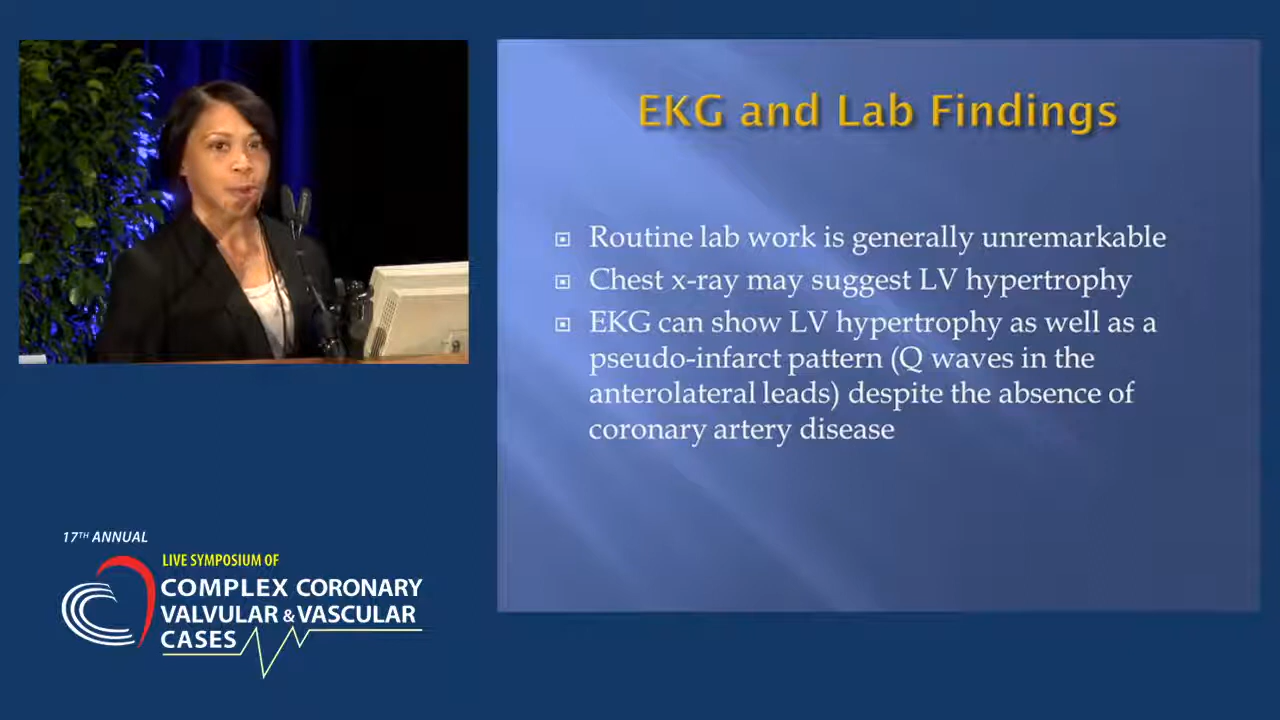 EKG and Lab Findings
Routine lab work is generally unremarkable
Chest x-ray may suggest LV hypertrophy
EKG can show LV hypertrophy as well as a
pseudo-infarct pattern (Q waves in the
anterolateral leads) despite the absence of
coronary artery disease
17TH ANNUAL
LIVE SYMPOSIUM OF
COMPLEX CORONARY
VALVULAR & VASCULAR
CASES